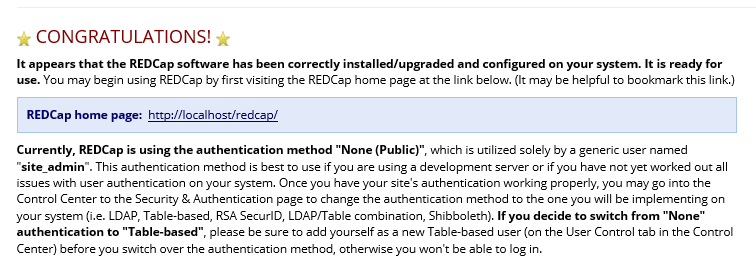 CONGRATULATIONS!
It appears that the REDCap software has been correctly installed/upgraded and configured on your system. It is ready for
use. You may begin using REDCap by first visiting the REDCap home page at the link below. (It may be helpful to bookmark this link.)
REDCap home page: http://localhost/redcap/
Currently, REDCap is using the authentication method "None (Public)", which is utilized solely by a generic user named
"site_admin". This authentication method is best to use if you are using a development server or if you have not yet worked out all
issues with user authentication on your system. Once you have your site's authentication working properly, you may go into the
Control Center to the Security & Authentication page to change the authentication method to the one you will be implementing on
your system (i.e. LDAP, Table-based, RSA SecurID, LDAP/Table combination, Shibboleth). If you decide to switch from "None"
authentication to "Table-based", please be sure to add yourself as a new Table-based user (on the User Control tab in the Control
Center) before you switch over the authentication method, otherwise you won't be able to log in.